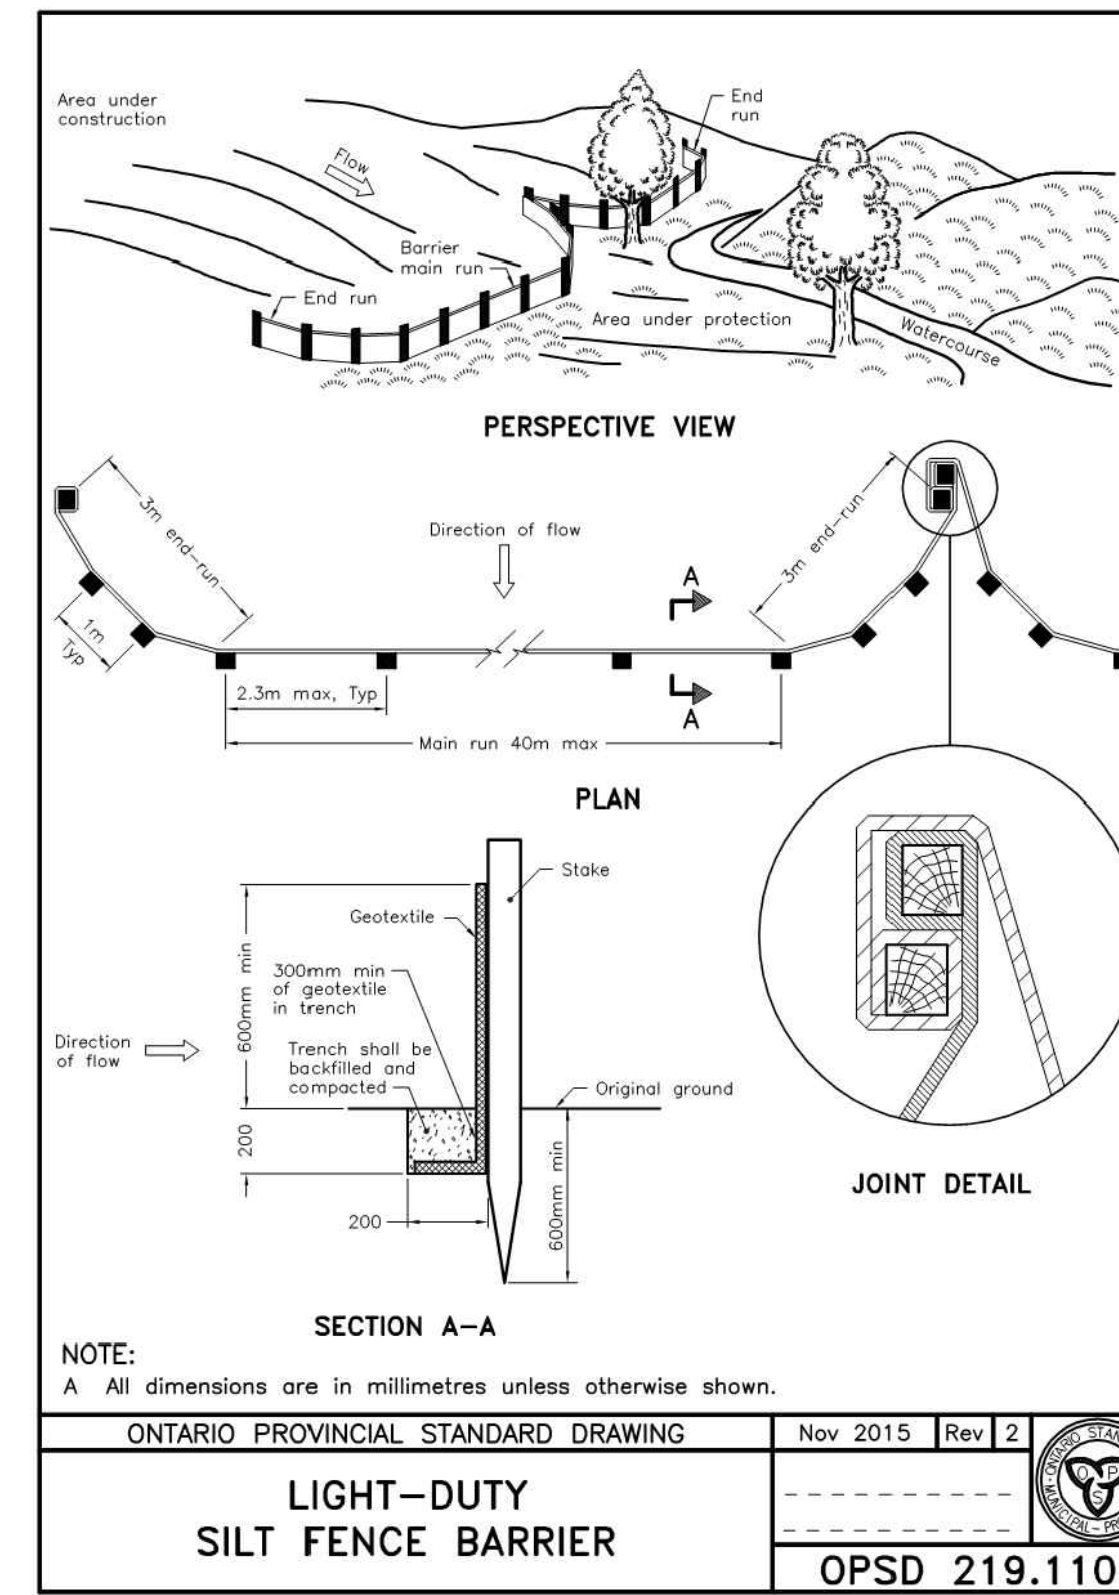 Area under
construction
Flow
End
run
Barrier
main run
End run
Area under protection
Watercourse
PERSPECTIVE VIEW
3m end-run
Direction of flow
3m end-run
A
1m
Typ
2.3m max, Typ
A
Main run 40m max
PLAN
Stake
Geotextile
600mm min
300mm min
of geotextile
in trench
Direction
of flow
Trench shall be
backfilled and
compacted
Original ground
200
600mm min
200
JOINT DETAIL
SECTION A-A
NOTE:
A All dimensions are in millimetres unless otherwise shown.
ONTARIO PROVINCIAL STANDARD DRAWING
Nov 2015
Rev
2
LIGHT-DUTY
SILT FENCE BARRIER
ONTARIO
O P
S
MUNICIPAL
OPSD 219.110